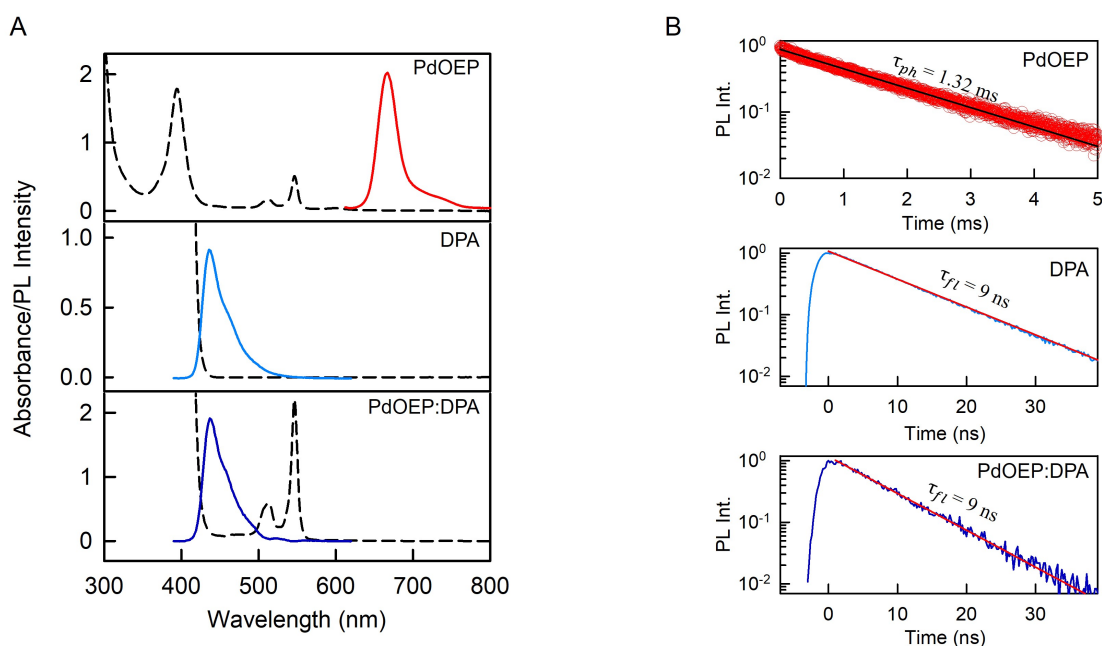 A
Absorbance/PL Intensity
2
1
0
PdOEP
1.0
0.5
0.0
DPA
2
1
0
PdOEP:DPA
300 400 500 600 700 800
Wavelength (nm)
B
PL Int.
10⁰
10⁻¹
10⁻²
PdOEP
τph = 1.32 ms
0 1 2 3 4 5
Time (ms)
PL Int.
10⁰
10⁻¹
10⁻²
DPA
τfl = 9 ns
0 10 20 30
Time (ns)
PL Int.
10⁰
10⁻¹
10⁻²
PdOEP:DPA
τfl = 9 ns
0 10 20 30
Time (ns)